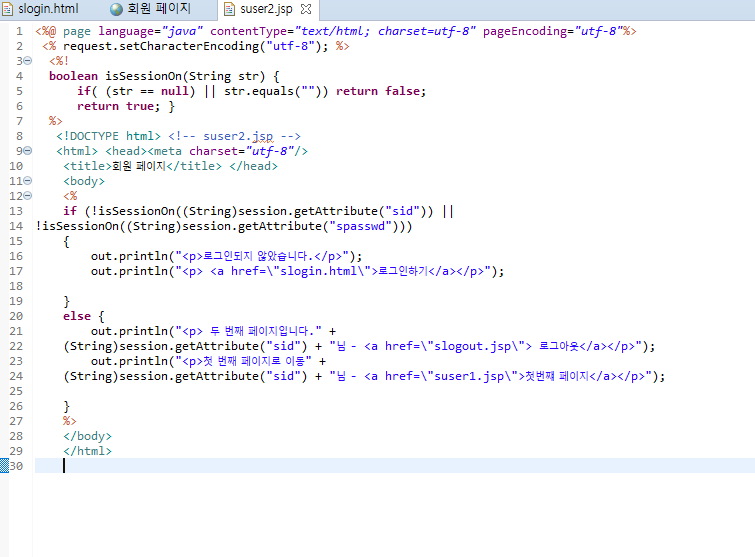 slogin.html 회원 페이지 suser2.jsp
1 <%@ page language="java" contentType="text/html; charset=utf-8" pageEncoding="utf-8"%>
2 <% request.setCharacterEncoding("utf-8"); %>
3 <%!
4 boolean isSessionOn(String str) {
5 if( (str == null) || str.equals("")) return false;
6 return true; }
7 %>
8 <!DOCTYPE html> <!-- suser2.jsp -->
9 <html> <head><meta charset="utf-8"/>
10 <title>회원 페이지</title> </head>
11 <body>
12 <%
13 if (!isSessionOn((String)session.getAttribute("sid")) ||
14 !isSessionOn((String)session.getAttribute("spasswd")))
15 {
16 out.println("<p>로그인되지 않았습니다.</p>");
17 out.println("<p> <a href=\"slogin.html\">로그인하기</a></p>");
18
19 }
20 else {
21 out.println("<p> 두 번째 페이지입니다." +
22 (String)session.getAttribute("sid") + "님 - <a href=\"slogout.jsp\"> 로그아웃</a></p>");
23 out.println("<p>첫 번째 페이지로 이동" +
24 (String)session.getAttribute("sid") + "님 - <a href=\"suser1.jsp\">첫번째 페이지</a></p>");
25
26 }
27 %>
28 </body>
29 </html>
30